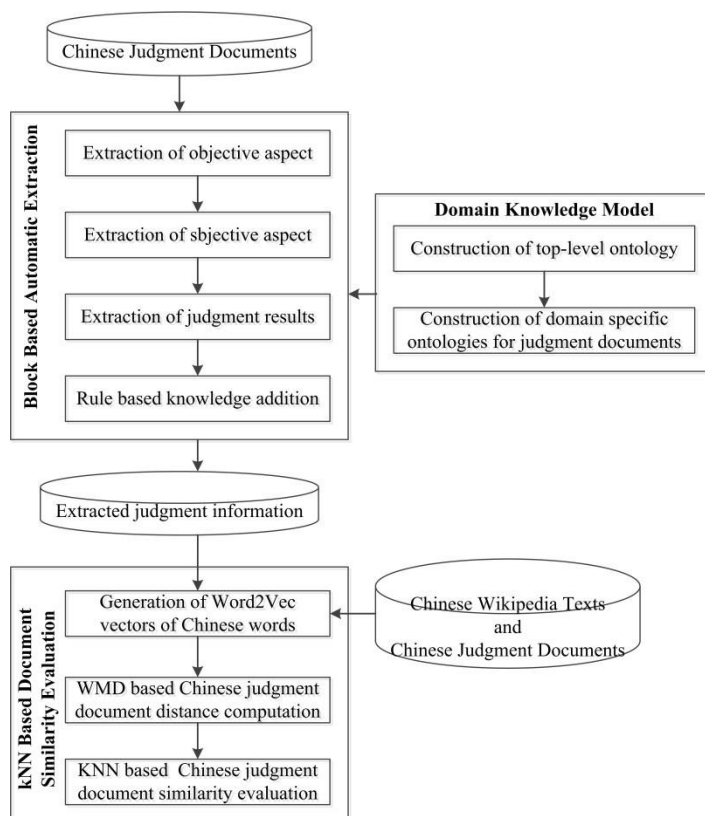 Chinese Judgment Documents
Block Based Automatic Extraction
Extraction of objective aspect
Extraction of sbjective aspect
Extraction of judgment results
Rule based knowledge addition
Domain Knowledge Model
Construction of top-level ontology
Construction of domain specific
ontologies for judgment documents
Extracted judgment information
kNN Based Document
Similarity Evaluation
Generation of Word2Vec
vectors of Chinese words
Chinese Wikipedia Texts
and
Chinese Judgment Documents
WMD based Chinese judgment
document distance computation
KNN based Chinese judgment
document similarity evaluation